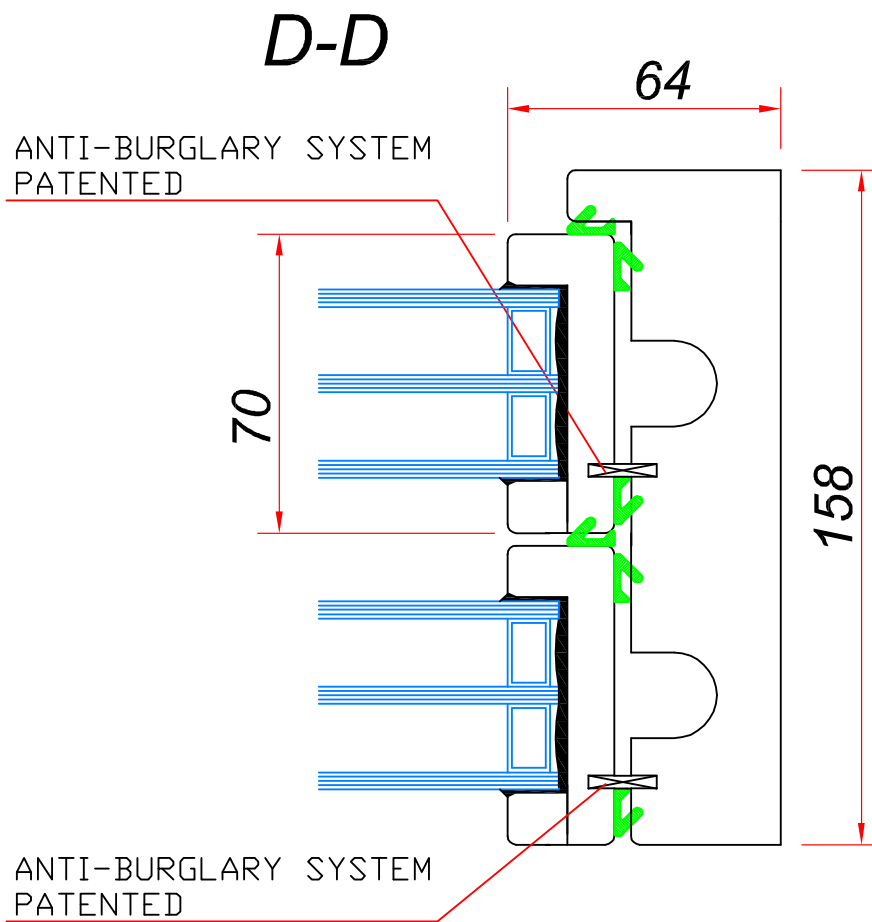 D-D
64
ANTI-BURGLARY SYSTEM
PATENTED
70
158
ANTI-BURGLARY SYSTEM
PATENTED